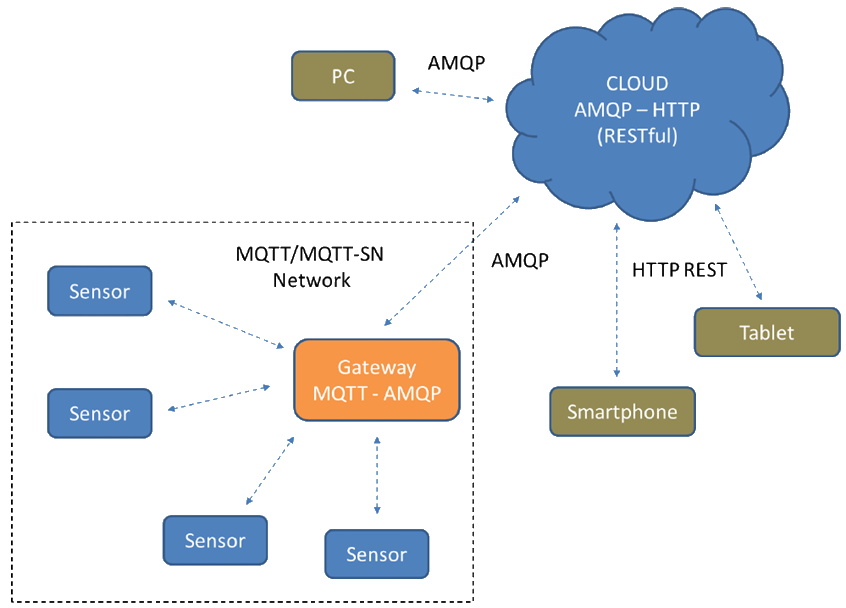 PC
AMQP
CLOUD
AMQP – HTTP
(RESTful)
MQTT/MQTT-SN
Network
AMQP
HTTP REST
Sensor
Tablet
Gateway
MQTT - AMQP
Sensor
Smartphone
Sensor
Sensor